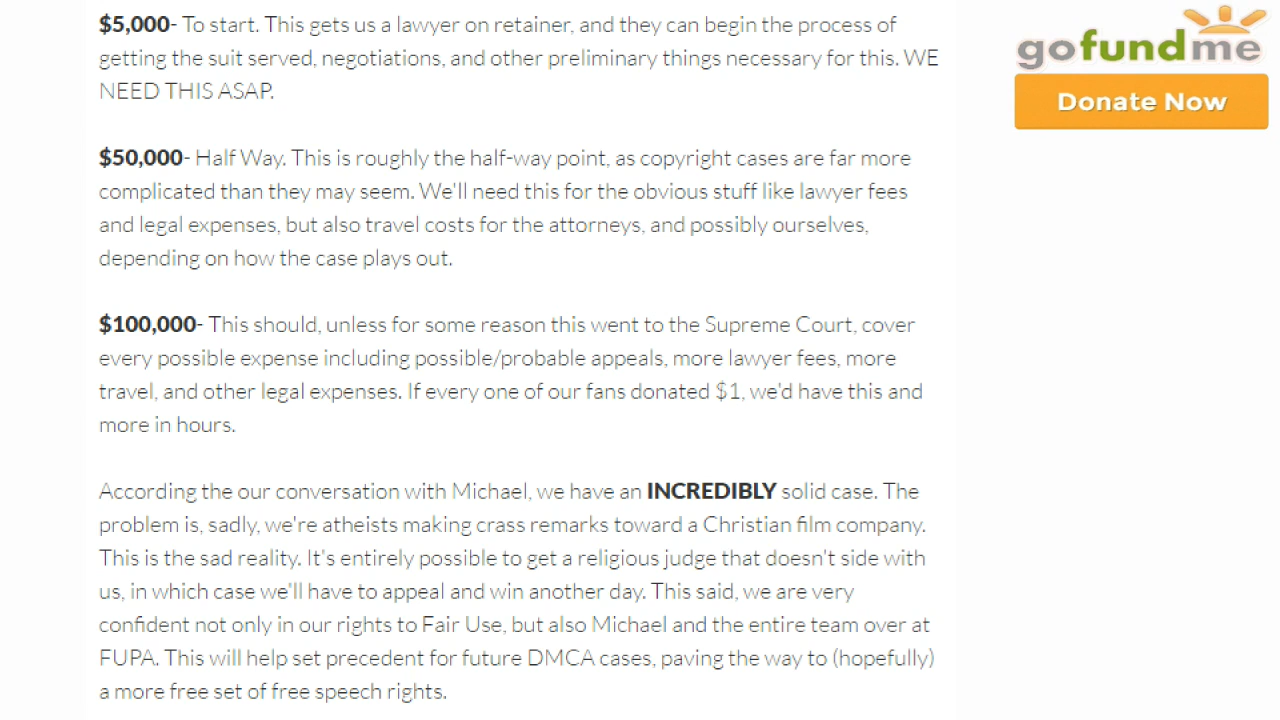 $5,000- To start. This gets us a lawyer on retainer, and they can begin the process of
getting the suit served, negotiations, and other preliminary things necessary for this. WE
NEED THIS ASAP.
$50,000- Half Way. This is roughly the half-way point, as copyright cases are far more
complicated than they may seem. We'll need this for the obvious stuff like lawyer fees
and legal expenses, but also travel costs for the attorneys, and possibly ourselves,
depending on how the case plays out.
$100,000- This should, unless for some reason this went to the Supreme Court, cover
every possible expense including possible/probable appeals, more lawyer fees, more
travel, and other legal expenses. If every one of our fans donated $1, we'd have this and
more in hours.
According the our conversation with Michael, we have an INCREDIBLY solid case. The
problem is, sadly, we're atheists making crass remarks toward a Christian film company.
This is the sad reality. It's entirely possible to get a religious judge that doesn't side with
us, in which case we'll have to appeal and win another day. This said, we are very
confident not only in our rights to Fair Use, but also Michael and the entire team over at
FUPA. This will help set precedent for future DMCA cases, paving the way to (hopefully)
a more free set of free speech rights.
gofundme
Donate Now